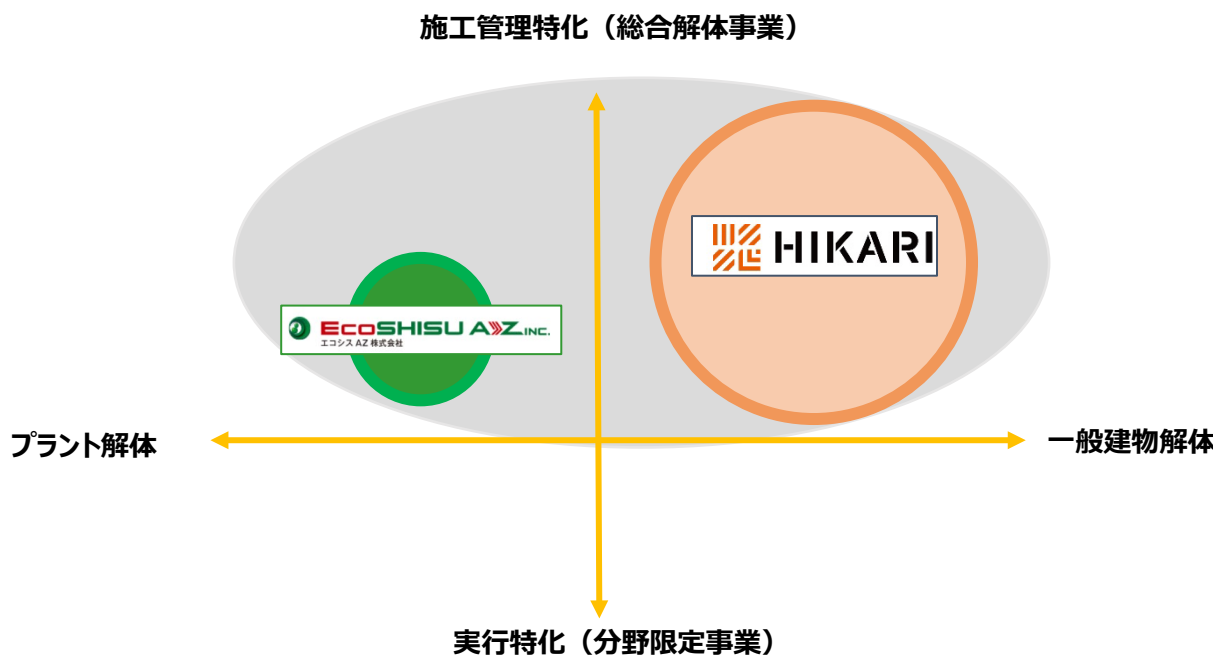 施工管理特化（総合解体事業）
HIKARI
EcoSHISU A»Z INC.
エコシス AZ 株式会社
プラント解体
一般建物解体
実行特化（分野限定事業）